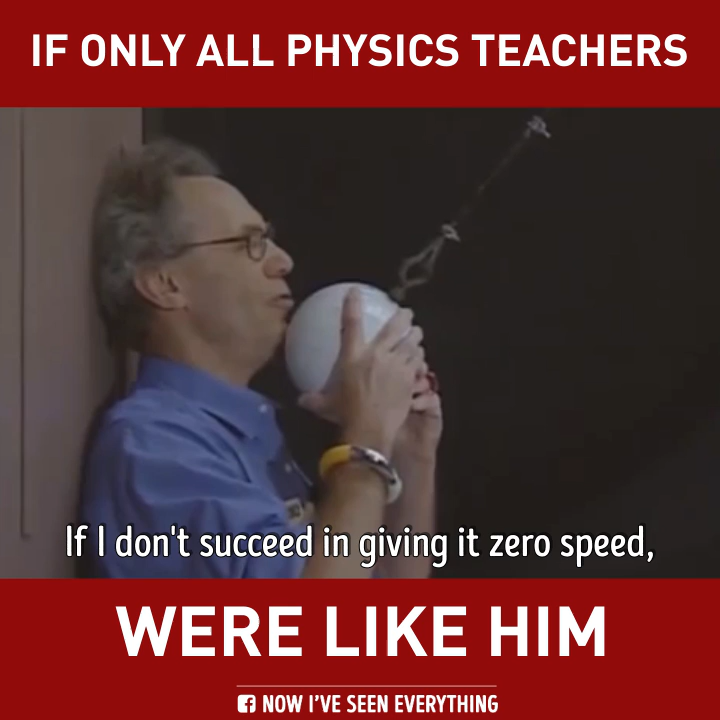 IF ONLY ALL PHYSICS TEACHERS
If I don't succeed in giving it zero speed,
WERE LIKE HIM
NOW I'VE SEEN EVERYTHING